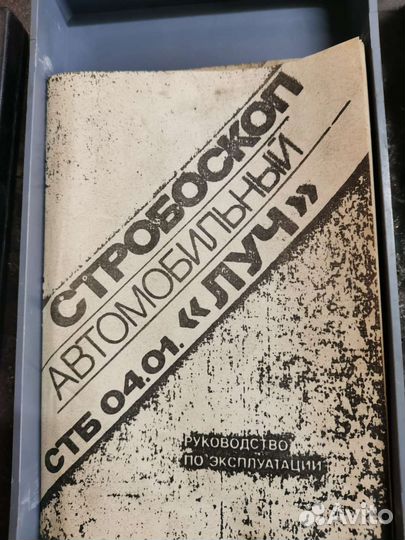 СТРОБОСКОП
АВТОМОБИЛЬНЫЙ
СТБ 04.01. «ЛУЧ»
РУКОВОДСТВО
ПО ЭКСПЛУАТАЦИИ
Avito